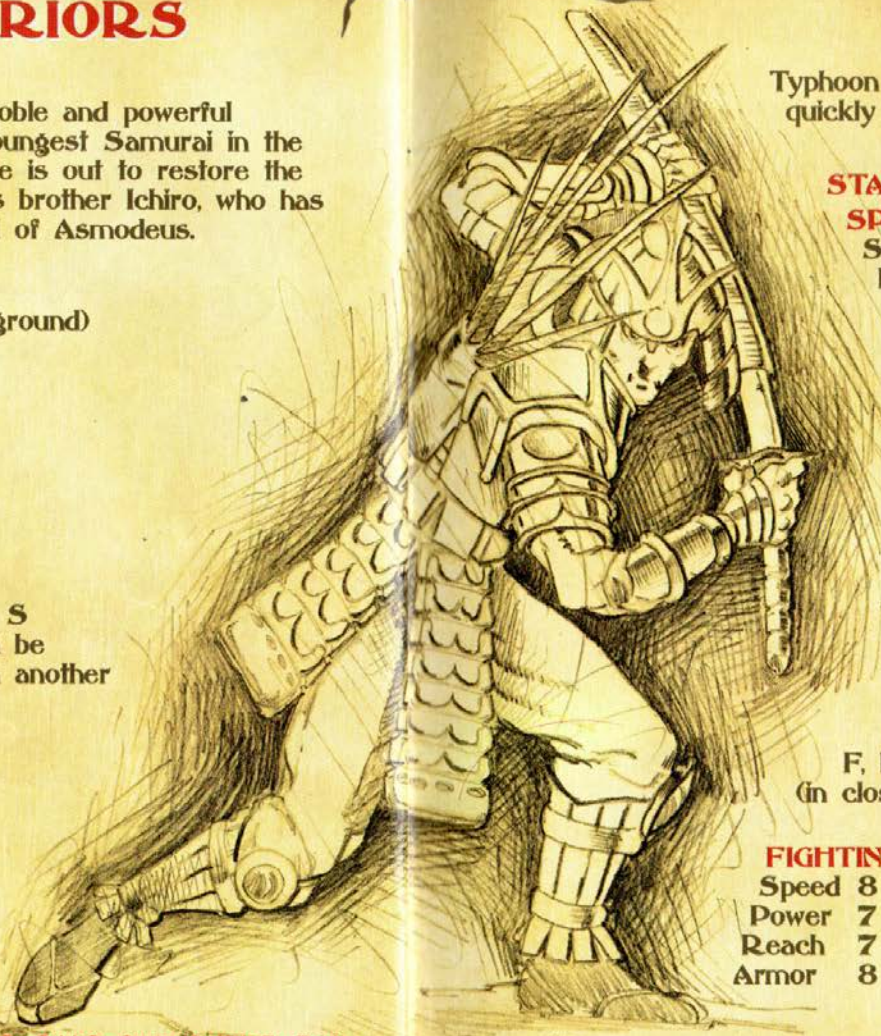 RIORS
oble and powerful
oungest Samurai in the
e is out to restore the
s brother Ichiro, who has
of Asmodeus.
ground)
S
be
another
Typhoon
quickly
STA
SP
S
F,
(in clos
FIGHTIN
Speed 8
Power 7
Reach 7
Armor 8